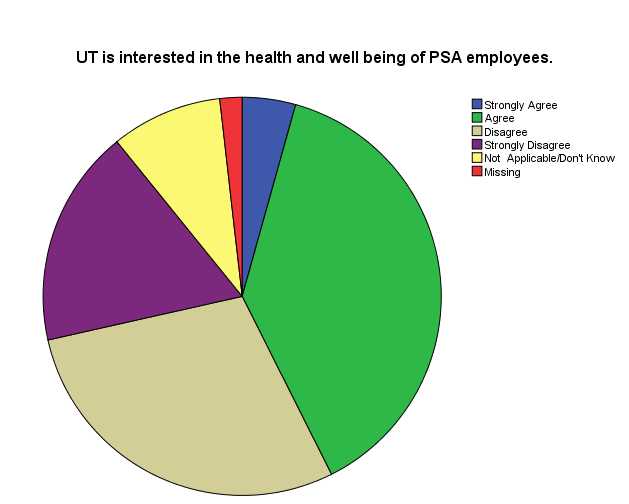 UT is interested in the health and well being of PSA employees.
Strongly Agree
Agree
Disagree
Strongly Disagree
Not  Applicable/Don't Know
Missing